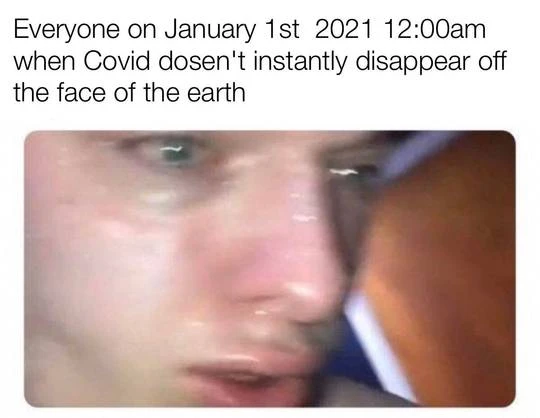 Everyone on January 1st  2021 12:00am
when Covid dosen't instantly disappear off
the face of the earth